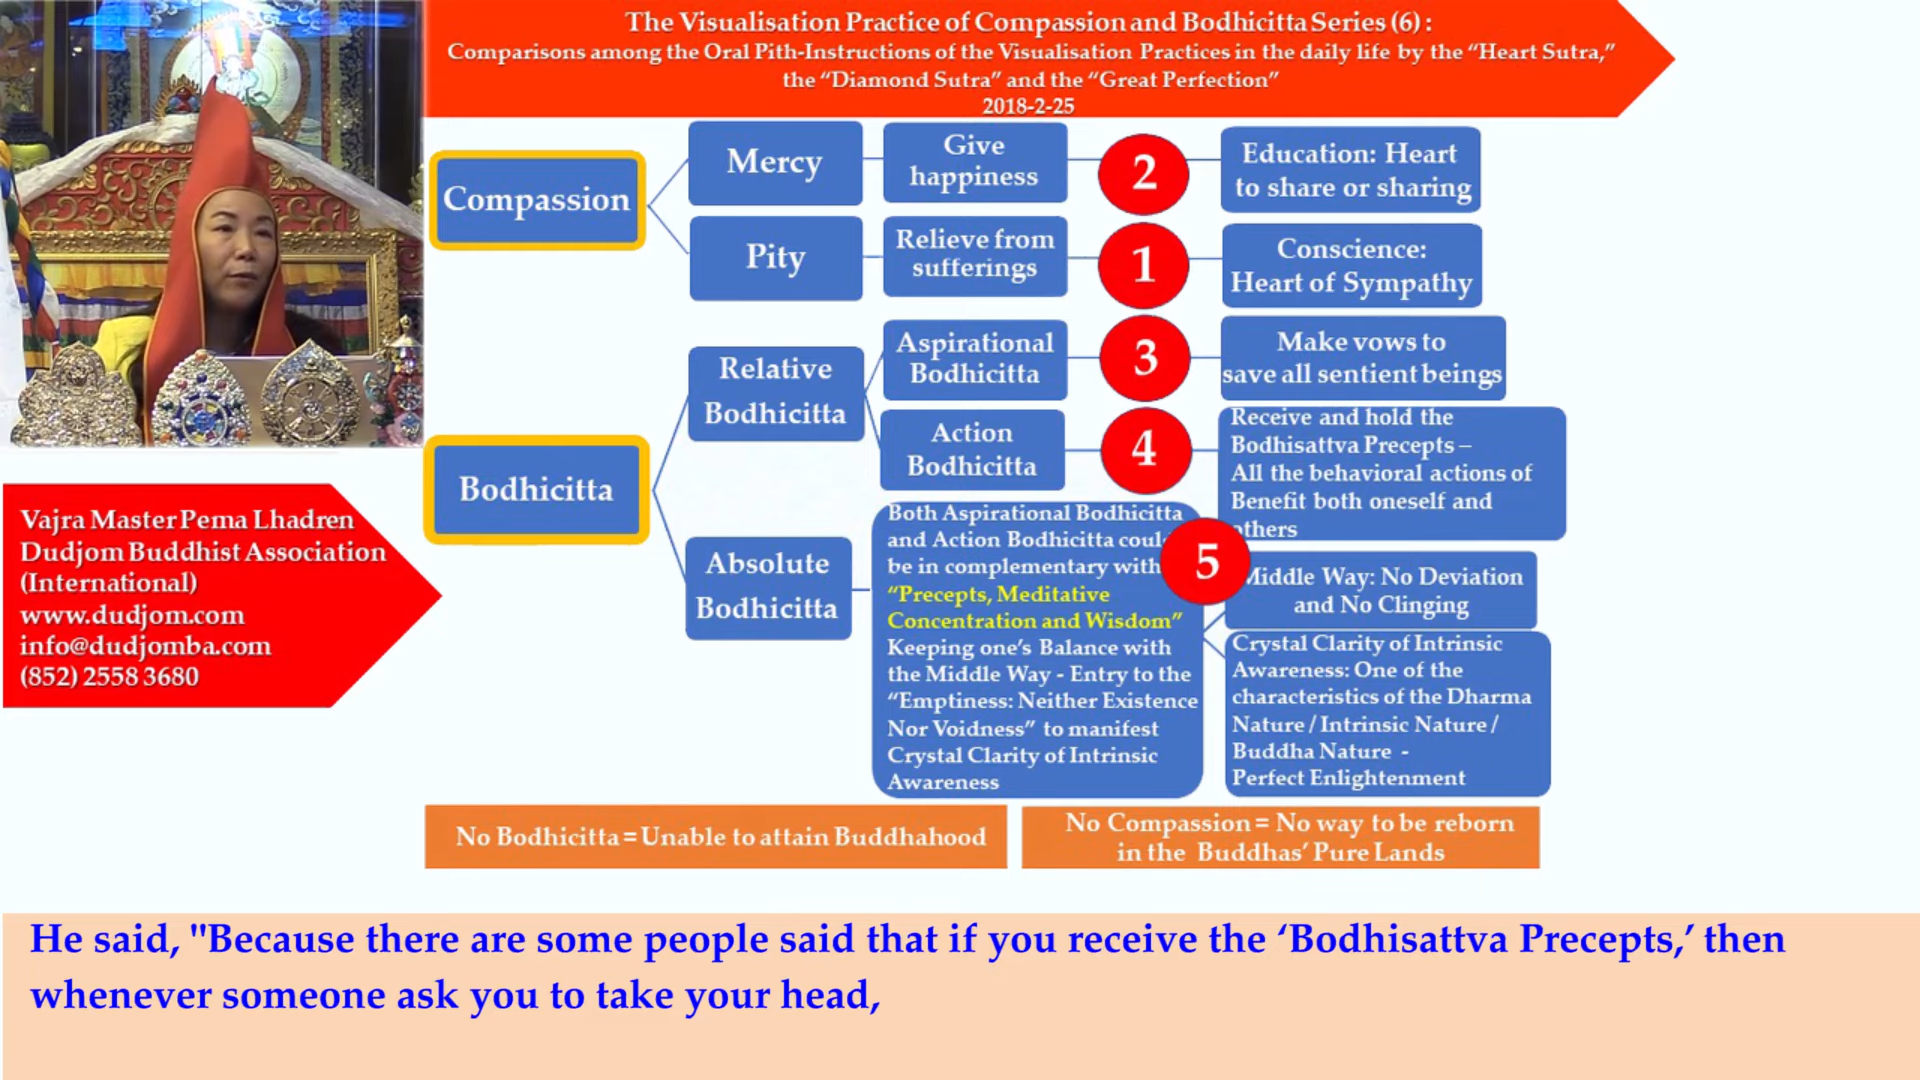 The Visualisation Practice of Compassion and Bodhicitta Series (6) :
Comparisons among the Oral Pith-Instructions of the Visualisation Practices in the daily life by the “Heart Sutra,”
the “Diamond Sutra” and the “Great Perfection”
2018-2-25
Compassion
Mercy
Give
happiness
2
Education: Heart
to share or sharing
Pity
Relieve from
sufferings
1
Conscience:
Heart of Sympathy
Bodhicitta
Relative
Bodhicitta
Aspirational
Bodhicitta
3
Make vows to
save all sentient beings
Action
Bodhicitta
4
Receive and hold the
Bodhisattva Precepts –
All the behavioral actions of
Benefit both oneself and
others
Absolute
Bodhicitta
Both Aspirational Bodhicitta
and Action Bodhicitta coul
be in complementary with
“Precepts, Meditative
Concentration and Wisdom”
Keeping one’s Balance with
the Middle Way - Entry to the
“Emptiness: Neither Existence
Nor Voidness” to manifest
Crystal Clarity of Intrinsic
Awareness
5
Middle Way: No Deviation
and No Clinging
Crystal Clarity of Intrinsic
Awareness: One of the
characteristics of the Dharma
Nature / Intrinsic Nature /
Buddha Nature -
Perfect Enlightenment
Vajra Master Pema Lhadren
Dudjom Buddhist Association
(International)
www.dudjom.com
info@dudjomba.com
(852) 2558 3680
No Bodhicitta = Unable to attain Buddhahood
No Compassion = No way to be reborn
in the Buddhas’ Pure Lands
He said, "Because there are some people said that if you receive the ‘Bodhisattva Precepts,’ then
whenever someone ask you to take your head,